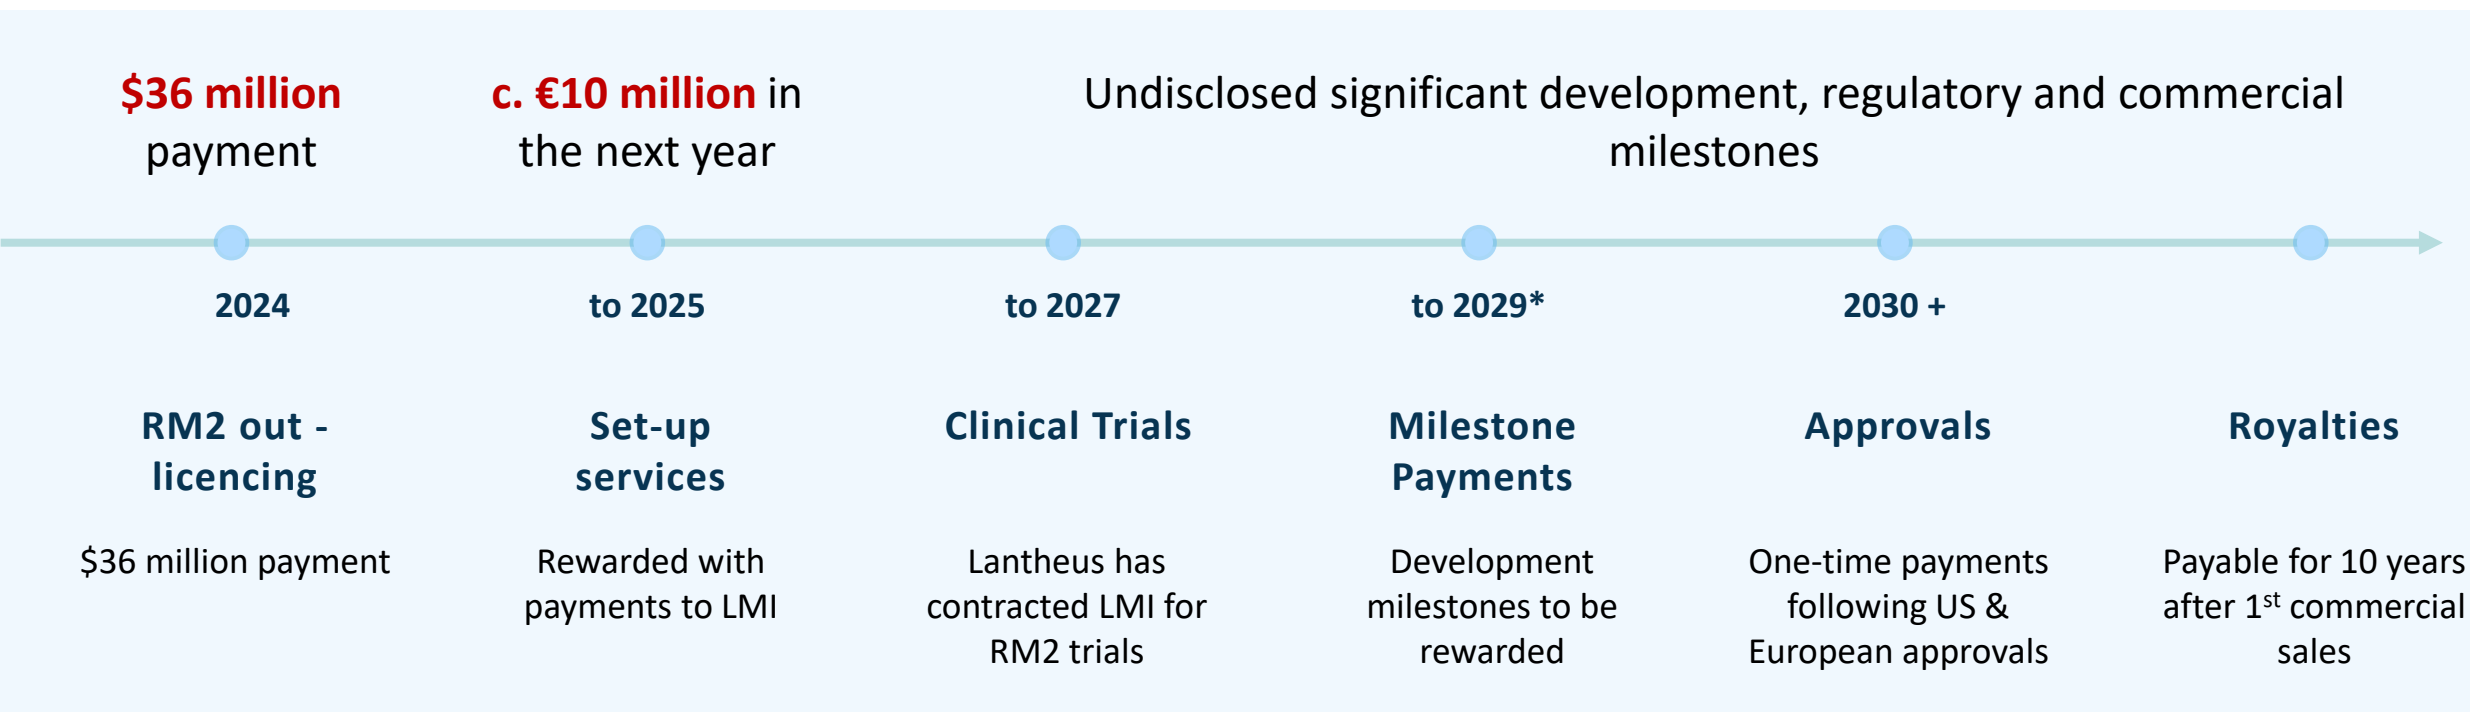 $36 million
payment
c. €10 million in
the next year
Undisclosed significant development, regulatory and commercial
milestones
2024
to 2025
to 2027
to 2029*
2030 +
RM2 out -
licencing
Set-up
services
Clinical Trials
Milestone
Payments
Approvals
Royalties
$36 million payment
Rewarded with
payments to LMI
Lantheus has
contracted LMI for
RM2 trials
Development
milestones to be
rewarded
One-time payments
following US &
European approvals
Payable for 10 years
after 1st commercial
sales